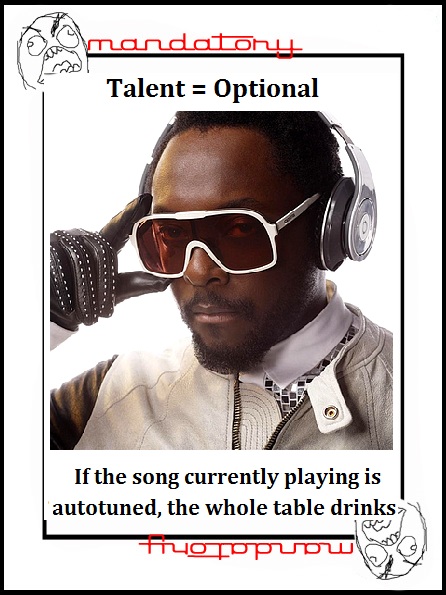 mandatory
Talent = Optional
If the song currently playing is
autotuned, the whole table drinks
mandatory